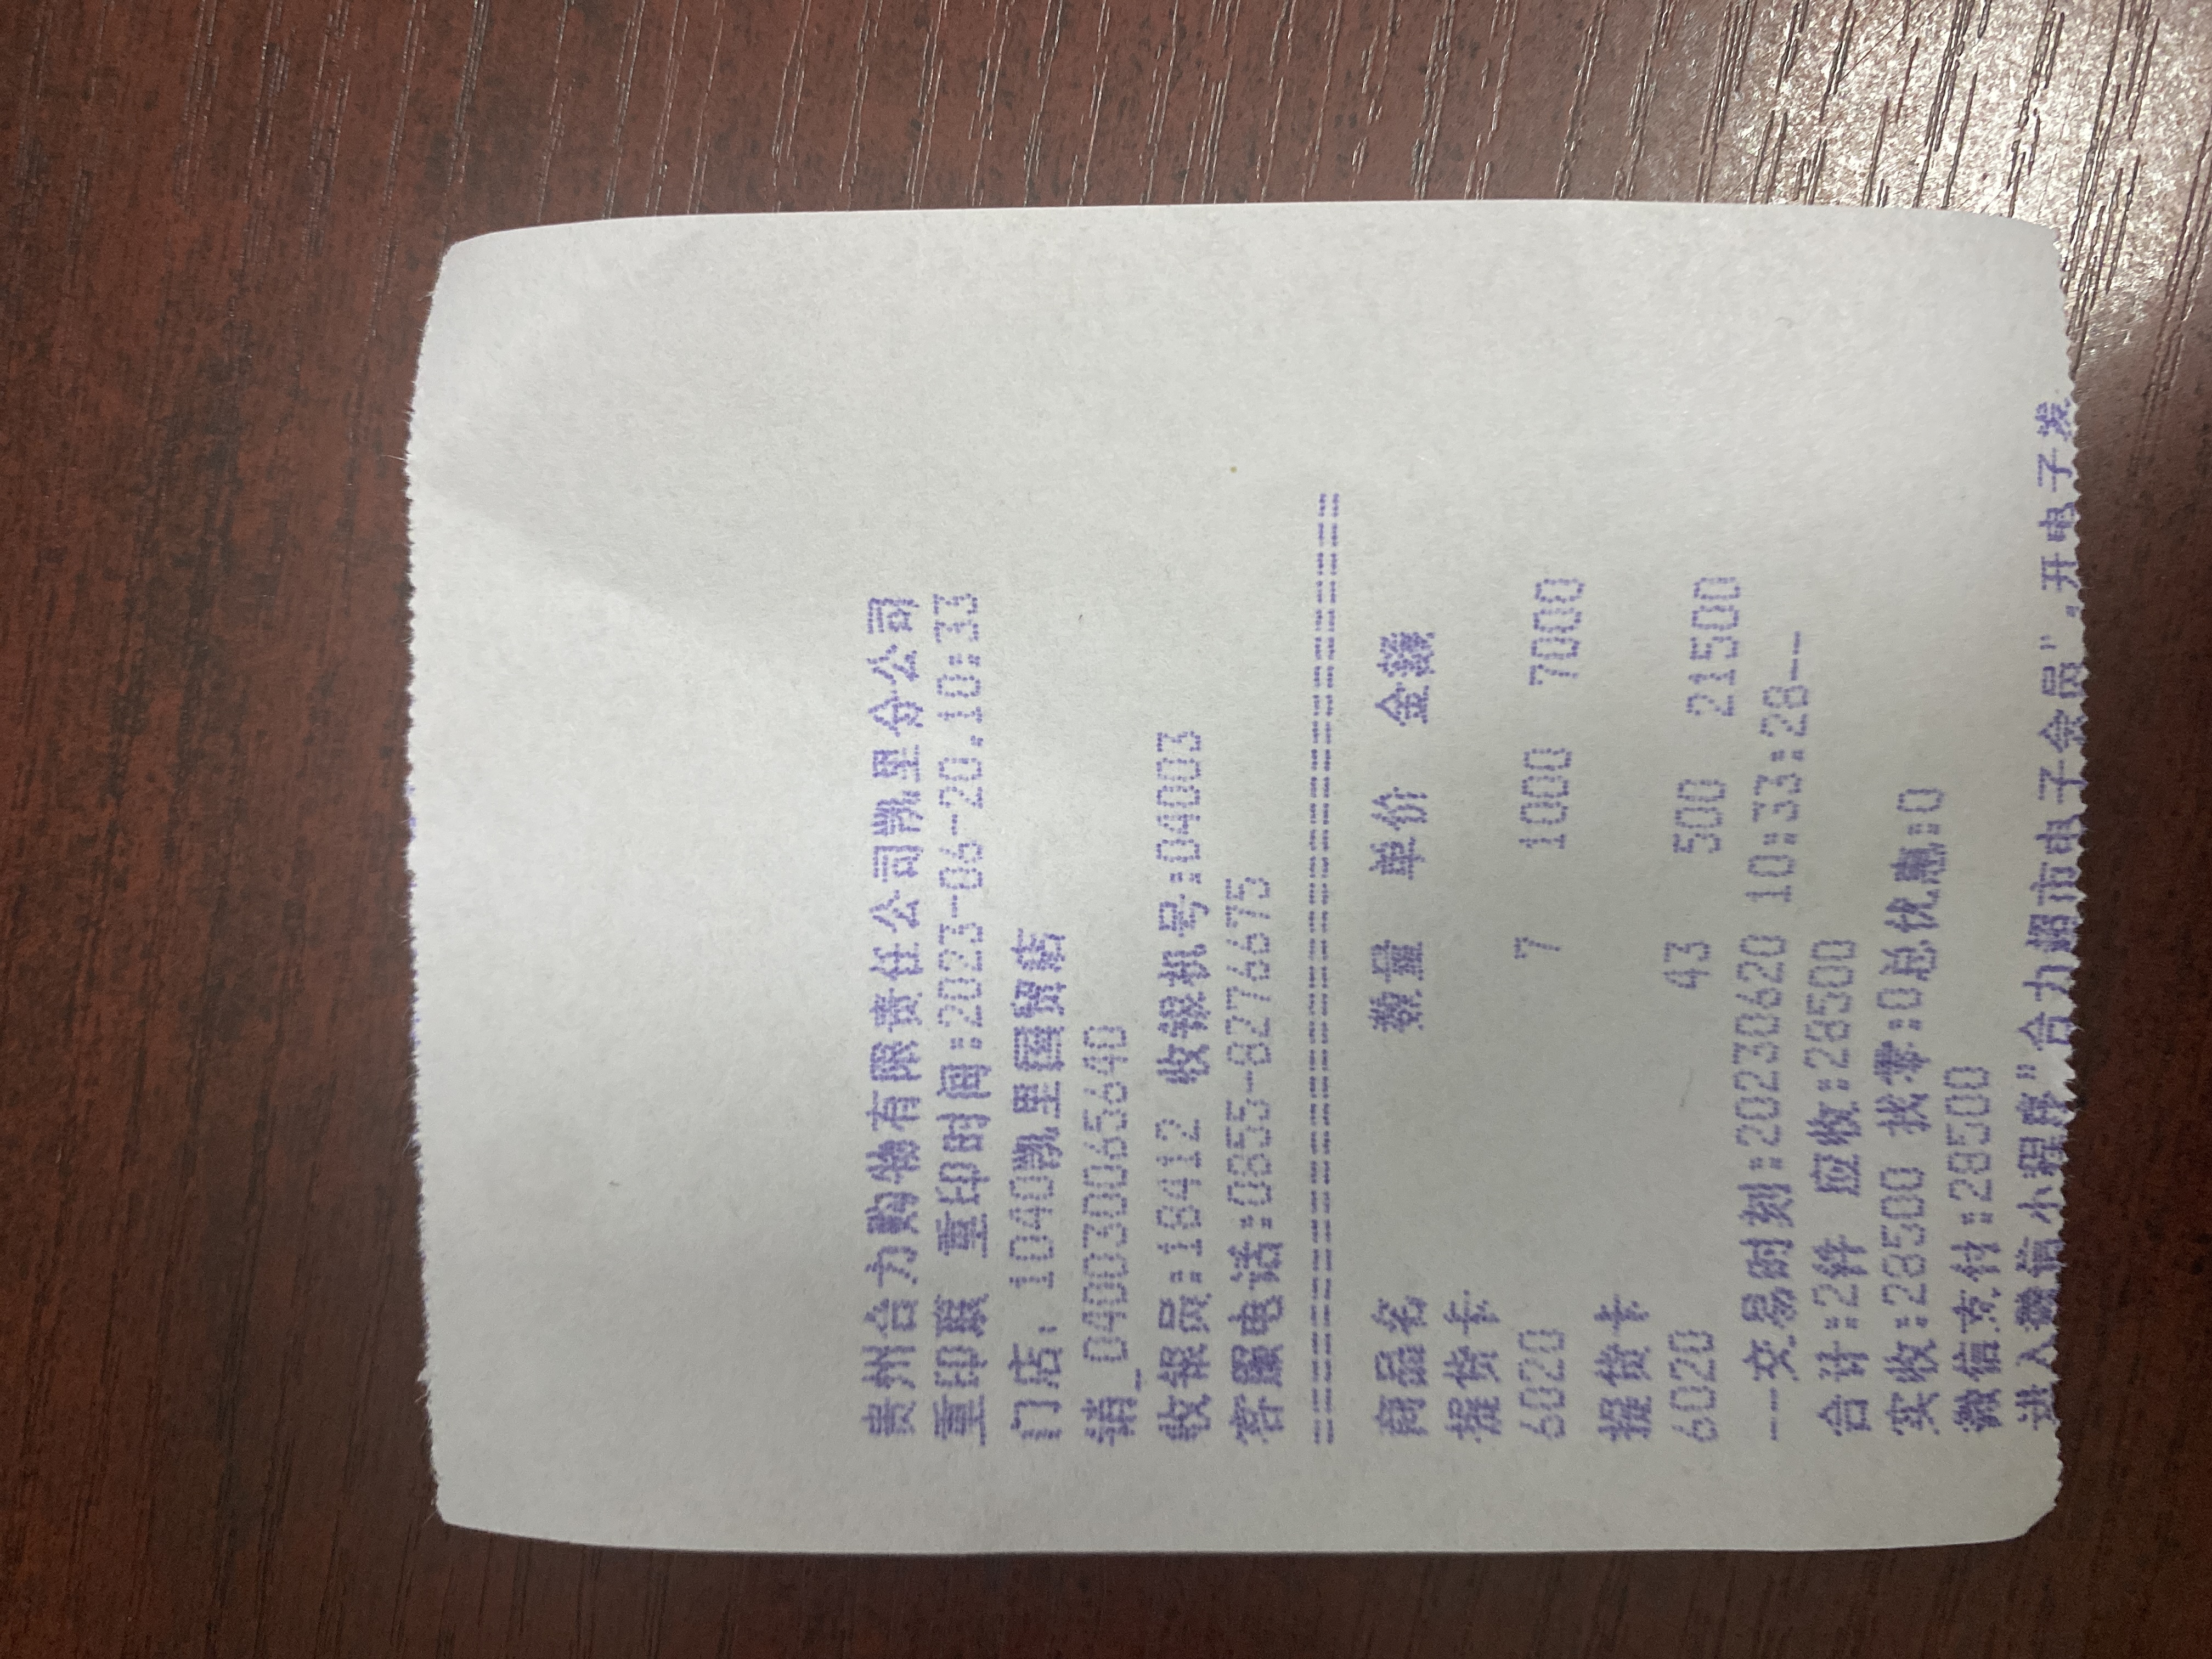 贵州合力购物有限责任公司凯里分公司
重印联 重印时间:2023-06-20.10:33
门店: 1040凯里国贸店
销_040030065640
收银员:18412 收银机号:04003
客服电话:0855-8276675
========================================
商品名 数量 单价 金额
提货卡
6020 7 1000 7000
提货卡
6020 43 500 21500
--交易时刻:20230620 10:33:28--
合计:2件 应收:28500
实收:28500 找零:0总优惠:0
微信支付:28500
进入微信小程序"合力超市电子会员",开电子发